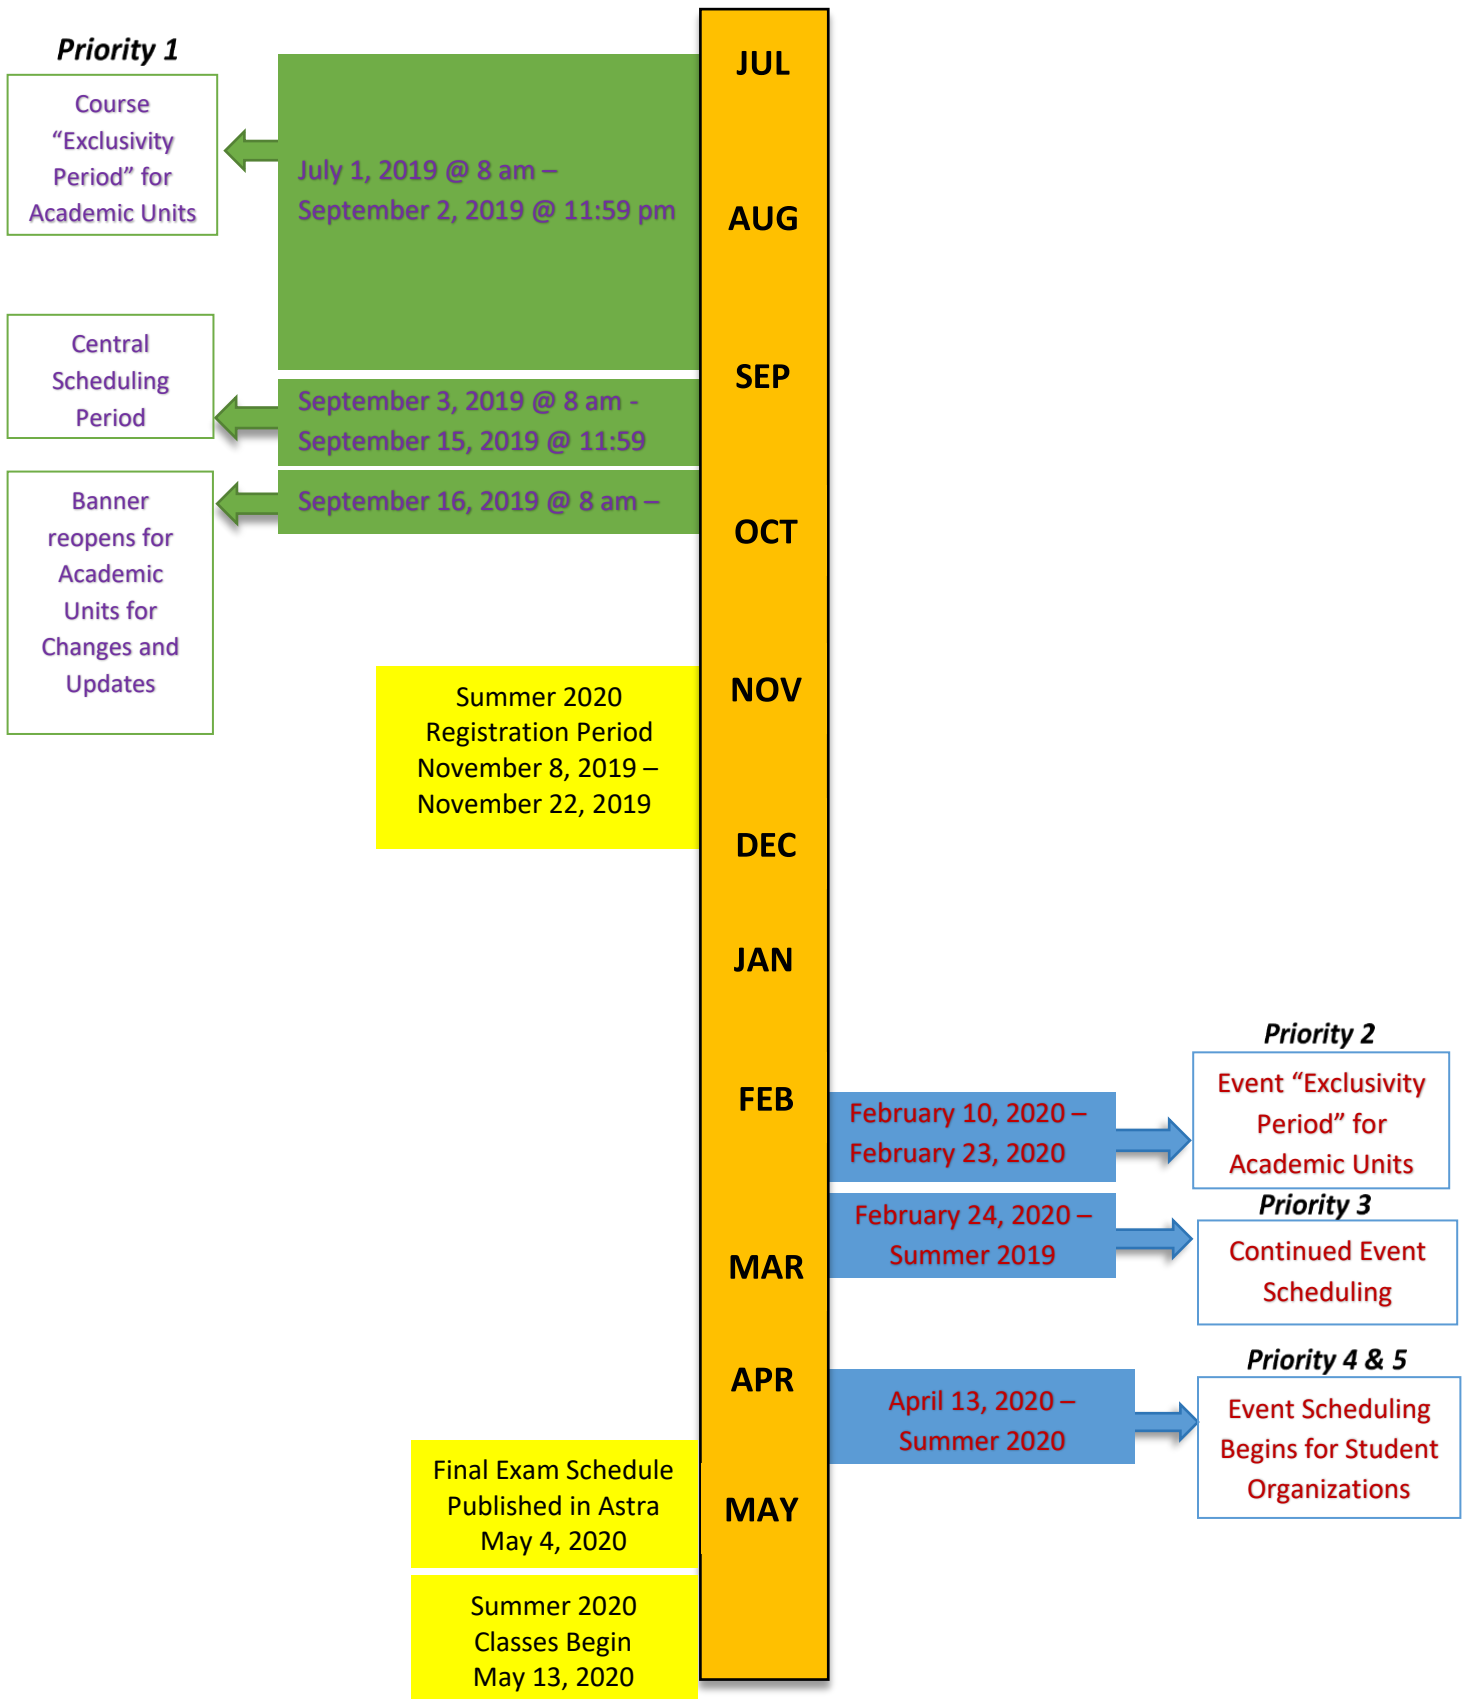 Priority 1
Course
“Exclusivity
Period” for
Academic Units
July 1, 2019 @ 8 am –
September 2, 2019 @ 11:59 pm
JUL
AUG
Central
Scheduling
Period
September 3, 2019 @ 8 am -
September 15, 2019 @ 11:59
SEP
Banner
reopens for
Academic
Units for
Changes and
Updates
September 16, 2019 @ 8 am –
OCT
Summer 2020
Registration Period
November 8, 2019 –
November 22, 2019
NOV
DEC
JAN
FEB
Priority 2
February 10, 2020 –
February 23, 2020
Event “Exclusivity
Period” for
Academic Units
Priority 3
February 24, 2020 –
Summer 2019
Continued Event
Scheduling
MAR
APR
Priority 4 & 5
April 13, 2020 –
Summer 2020
Event Scheduling
Begins for Student
Organizations
Final Exam Schedule
Published in Astra
May 4, 2020
MAY
Summer 2020
Classes Begin
May 13, 2020